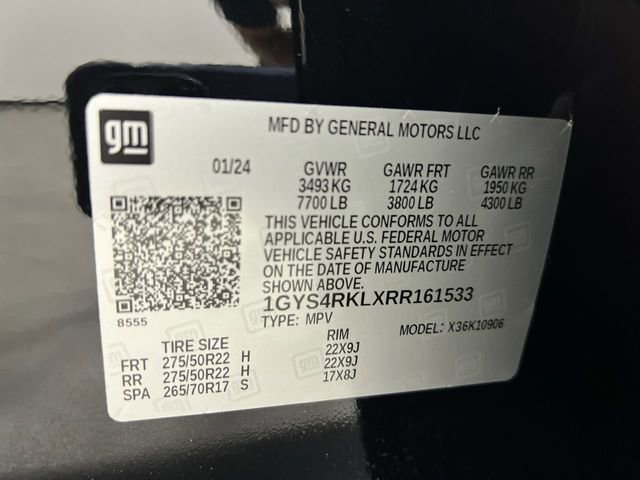 gm
MFD BY GENERAL MOTORS LLC
01/24 GVWR GAWR FRT GAWR RR
3493 KG 1724 KG 1950 KG
7700 LB 3800 LB 4300 LB
THIS VEHICLE CONFORMS TO ALL
APPLICABLE U.S. FEDERAL MOTOR
VEHICLE SAFETY STANDARDS IN EFFECT
ON THE DATE OF MANUFACTURE
SHOWN ABOVE.
8555
1GYS4RKLXRR161533
TYPE: MPV MODEL: X36K10906
TIRE SIZE RIM
FRT 275/50R22 H 22X9J
RR 275/50R22 H 22X9J
SPA 265/70R17 S 17X8J